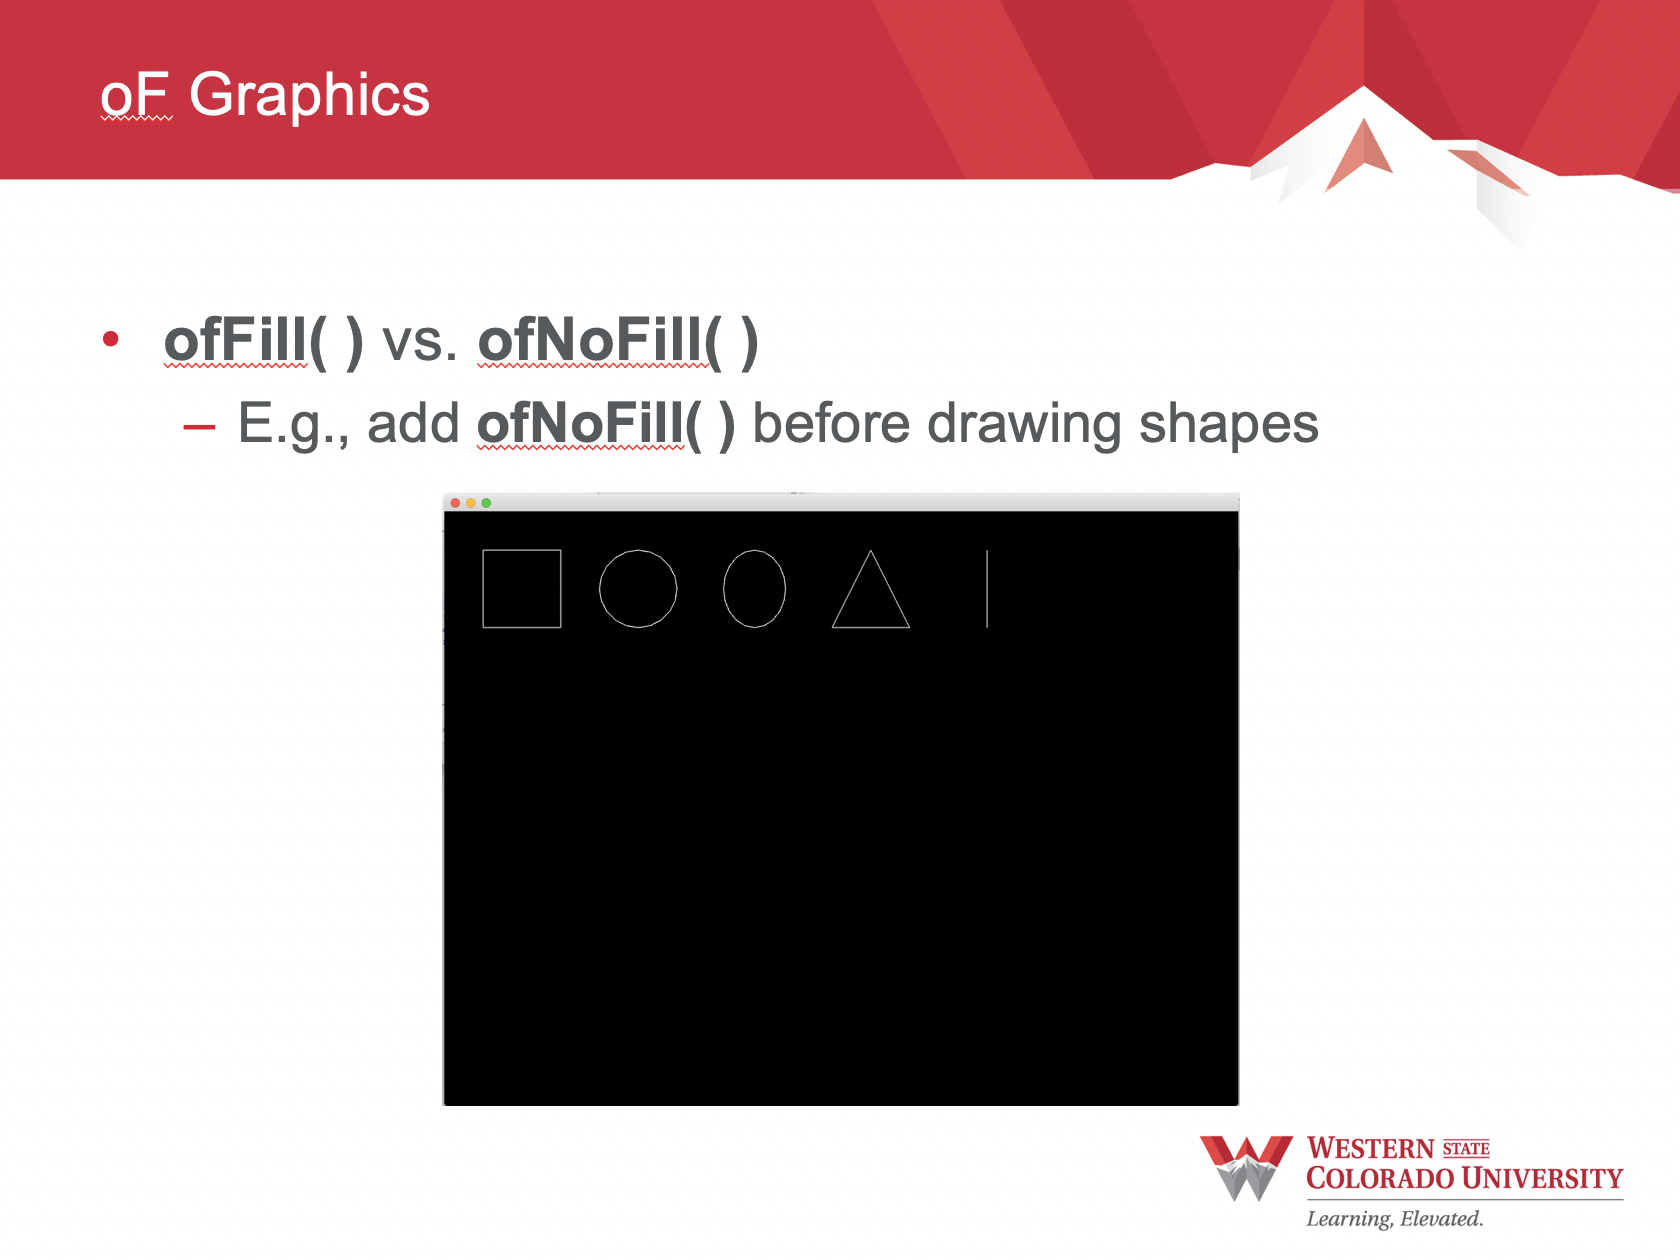 oF Graphics
• ofFill( ) vs. ofNoFill( )
– E.g., add ofNoFill( ) before drawing shapes
WESTERN STATE
COLORADO UNIVERSITY
Learning, Elevated.